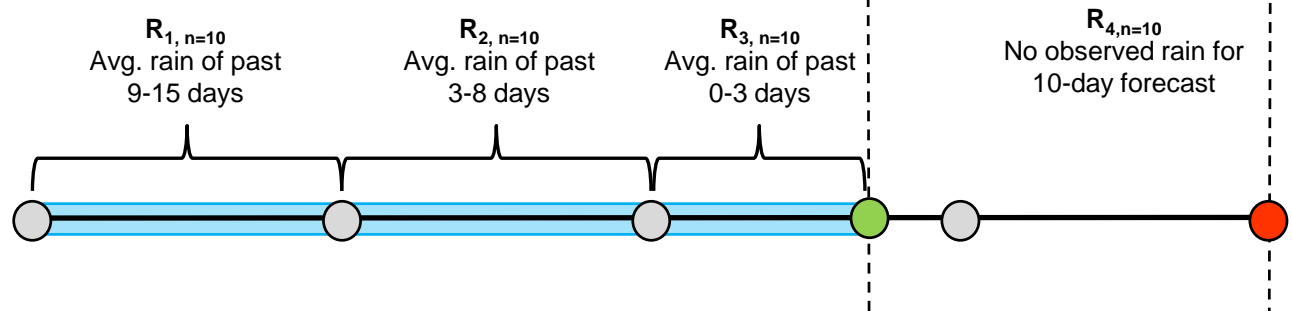 R1, n=10
Avg. rain of past
9-15 days
R2, n=10
Avg. rain of past
3-8 days
R3, n=10
Avg. rain of past
0-3 days
R4,n=10
No observed rain for
10-day forecast